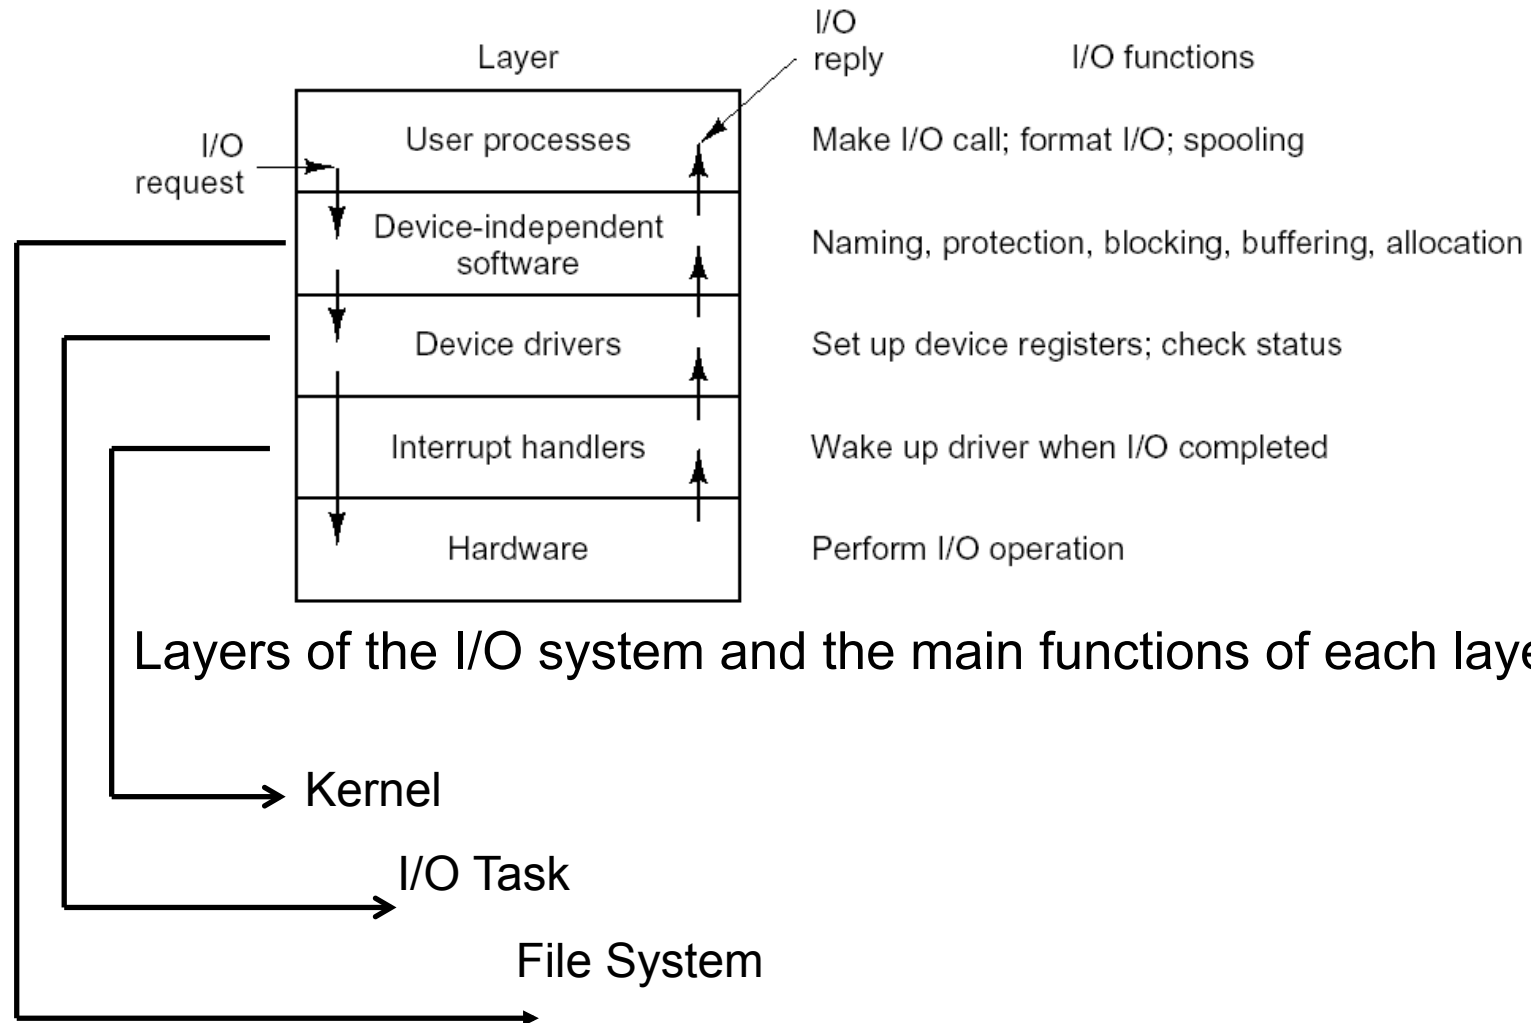 I/O
reply
Layer
I/O functions
User processes
Make I/O call; format I/O; spooling
I/O
request
Device-independent
software
Naming, protection, blocking, buffering, allocation
Device drivers
Set up device registers; check status
Interrupt handlers
Wake up driver when I/O completed
Hardware
Perform I/O operation
Layers of the I/O system and the main functions of each
Kernel
I/O Task
File System